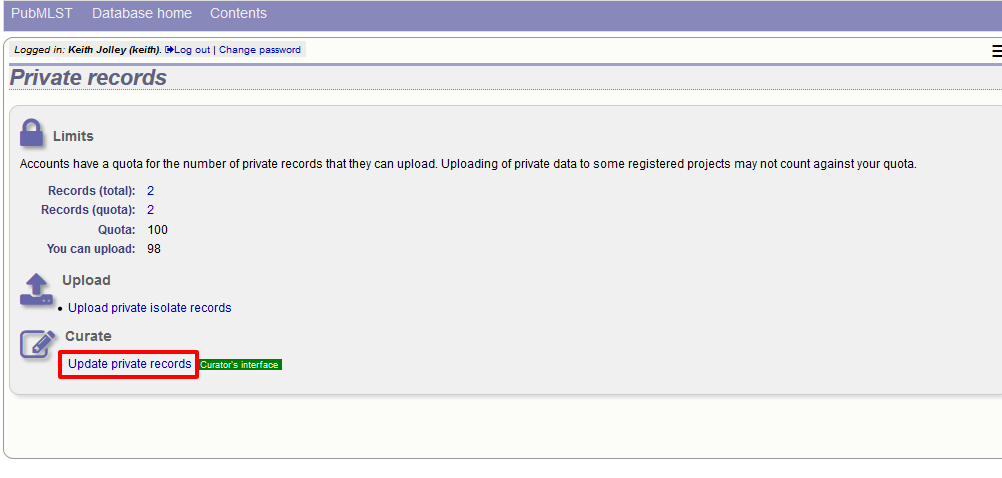 PubMLST Database home Contents
Logged in: Keith Jolley (keith). Log out | Change password
Private records
Limits
Accounts have a quota for the number of private records that they can upload. Uploading of private data to some registered projects may not count against your quota.
Records (total): 2
Records (quota): 2
Quota: 100
You can upload: 98
Upload
• Upload private isolate records
Curate
Update private records Curator's interface